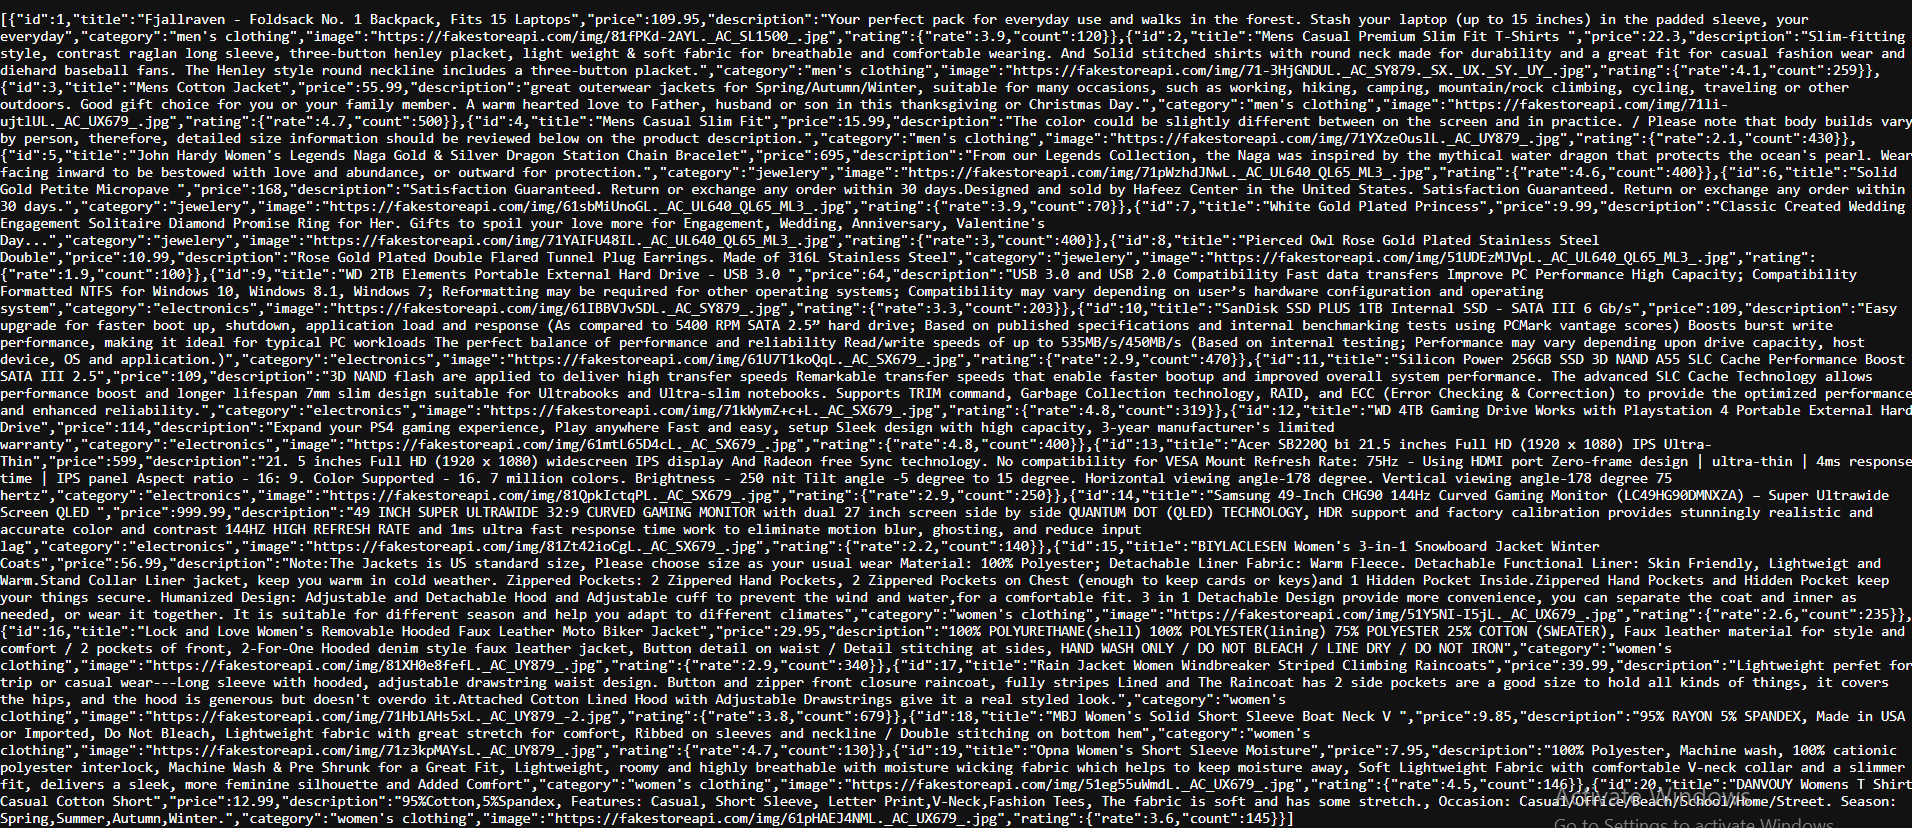 [{"id":1,"title":"Fjallraven - Foldsack No. 1 Backpack, Fits 15 Laptops","price":109.95,"description":"Your perfect pack for everyday use and walks in the forest. Stash your laptop (up to 15 inches) in the padded sleeve, your
everyday","category":"men's clothing","image":"https://fakestoreapi.com/img/81fPKd-2AYL._AC_SL1500_.jpg","rating":{"rate":3.9,"count":120}},{"id":2,"title":"Mens Casual Premium Slim Fit T-Shirts ","price":22.3,"description":"Slim-fitting
style, contrast raglan long sleeve, three-button henley placket, light weight & soft fabric for breathable and comfortable wearing. And Solid stitched shirts with round neck made for durability and a great fit for casual fashion wear and
diehard baseball fans. The Henley style round neckline includes a three-button placket.","category":"men's clothing","image":"https://fakestoreapi.com/img/71-3HjGNDUL._AC_SY879._SX._UX._SY._UY_.jpg","rating":{"rate":4.1,"count":259}},
{"id":3,"title":"Mens Cotton Jacket","price":55.99,"description":"great outerwear jackets for Spring/Autumn/Winter, suitable for many occasions, such as working, hiking, camping, mountain/rock climbing, cycling, traveling or other
outdoors. Good gift choice for you or your family member. A warm hearted love to Father, husband or son in this thanksgiving or Christmas Day.","category":"men's clothing","image":"https://fakestoreapi.com/img/71li-
ujtlUL._AC_UX679_.jpg","rating":{"rate":4.7,"count":500}},{"id":4,"title":"Mens Casual Slim Fit","price":15.99,"description":"The color could be slightly different between on the screen and in practice. / Please note that body builds vary
by person, therefore, detailed size information should be reviewed below on the product description.","category":"men's clothing","image":"https://fakestoreapi.com/img/71YXzeOuslL._AC_UY879_.jpg","rating":{"rate":2.1,"count":430}},
{"id":5,"title":"John Hardy Women's Legends Naga Gold & Silver Dragon Station Chain Bracelet","price":695,"description":"From our Legends Collection, the Naga was inspired by the mythical water dragon that protects the ocean's pearl. Wear
facing inward to be bestowed with love and abundance, or outward for protection.","category":"jewelery","image":"https://fakestoreapi.com/img/71pWzhdJNwL._AC_UL640_QL65_ML3_.jpg","rating":{"rate":4.6,"count":400}},{"id":6,"title":"Solid
Gold Petite Micropave ","price":168,"description":"Satisfaction Guaranteed. Return or exchange any order within 30 days.Designed and sold by Hafeez Center in the United States. Satisfaction Guaranteed. Return or exchange any order within
30 days.","category":"jewelery","image":"https://fakestoreapi.com/img/61sbMiUnoGL._AC_UL640_QL65_ML3_.jpg","rating":{"rate":3.9,"count":70}},{"id":7,"title":"White Gold Plated Princess","price":9.99,"description":"Classic Created Wedding
Engagement Solitaire Diamond Promise Ring for Her. Gifts to spoil your love more for Engagement, Wedding, Anniversary, Valentine's
Day...","category":"jewelery","image":"https://fakestoreapi.com/img/71YAIFU48IL._AC_UL640_QL65_ML3_.jpg","rating":{"rate":3,"count":400}},{"id":8,"title":"Pierced Owl Rose Gold Plated Stainless Steel
Double","price":10.99,"description":"Rose Gold Plated Double Flared Tunnel Plug Earrings. Made of 316L Stainless Steel","category":"jewelery","image":"https://fakestoreapi.com/img/51UDEzMJVpL._AC_UL640_QL65_ML3_.jpg","rating":
{"rate":1.9,"count":100}},{"id":9,"title":"WD 2TB Elements Portable External Hard Drive - USB 3.0 ","price":64,"description":"USB 3.0 and USB 2.0 Compatibility Fast data transfers Improve PC Performance High Capacity; Compatibility
Formatted NTFS for Windows 10, Windows 8.1, Windows 7; Reformatting may be required for other operating systems; Compatibility may vary depending on user’s hardware configuration and operating
system","category":"electronics","image":"https://fakestoreapi.com/img/61IBBVJvSDL._AC_SY879_.jpg","rating":{"rate":3.3,"count":203}},{"id":10,"title":"SanDisk SSD PLUS 1TB Internal SSD - SATA III 6 Gb/s","price":109,"description":"Easy
upgrade for faster boot up, shutdown, application load and response (As compared to 5400 RPM SATA 2.5” hard drive; Based on published specifications and internal benchmarking tests using PCMark vantage scores) Boosts burst write
performance, making it ideal for typical PC workloads The perfect balance of performance and reliability Read/write speeds of up to 535MB/s/450MB/s (Based on internal testing; Performance may vary depending upon drive capacity, host
device, OS and application.)","category":"electronics","image":"https://fakestoreapi.com/img/61U7T1koQqL._AC_SX679_.jpg","rating":{"rate":2.9,"count":470}},{"id":11,"title":"Silicon Power 256GB SSD 3D NAND A55 SLC Cache Performance Boost
SATA III 2.5","price":109,"description":"3D NAND flash are applied to deliver high transfer speeds Remarkable transfer speeds that enable faster bootup and improved overall system performance. The advanced SLC Cache Technology allows
performance boost and longer lifespan 7mm slim design suitable for Ultrabooks and Ultra-slim notebooks. Supports TRIM command, Garbage Collection technology, RAID, and ECC (Error Checking & Correction) to provide the optimized performance
and enhanced reliability.","category":"electronics","image":"https://fakestoreapi.com/img/71kWymZ+c+L._AC_SX679_.jpg","rating":{"rate":4.8,"count":319}},{"id":12,"title":"WD 4TB Gaming Drive Works with Playstation 4 Portable External Hard
Drive","price":114,"description":"Expand your PS4 gaming experience, Play anywhere Fast and easy, setup Sleek design with high capacity, 3-year manufacturer's limited
warranty","category":"electronics","image":"https://fakestoreapi.com/img/61mtL65D4cL._AC_SX679_.jpg","rating":{"rate":4.8,"count":400}},{"id":13,"title":"Acer SB220Q bi 21.5 inches Full HD (1920 x 1080) IPS Ultra-
Thin","price":599,"description":"21. 5 inches Full HD (1920 x 1080) widescreen IPS display And Radeon free Sync technology. No compatibility for VESA Mount Refresh Rate: 75Hz - Using HDMI port Zero-frame design | ultra-thin | 4ms response
time | IPS panel Aspect ratio - 16: 9. Color Supported - 16. 7 million colors. Brightness - 250 nit Tilt angle -5 degree to 15 degree. Horizontal viewing angle-178 degree. Vertical viewing angle-178 degree 75
hertz","category":"electronics","image":"https://fakestoreapi.com/img/81QpkIctqPL._AC_SX679_.jpg","rating":{"rate":2.9,"count":250}},{"id":14,"title":"Samsung 49-Inch CHG90 144Hz Curved Gaming Monitor (LC49HG90DMNXZA) – Super Ultrawide
Screen QLED ","price":999.99,"description":"49 INCH SUPER ULTRAWIDE 32:9 CURVED GAMING MONITOR with dual 27 inch screen side by side QUANTUM DOT (QLED) TECHNOLOGY, HDR support and factory calibration provides stunningly realistic and
accurate color and contrast 144HZ HIGH REFRESH RATE and 1ms ultra fast response time work to eliminate motion blur, ghosting, and reduce input
lag","category":"electronics","image":"https://fakestoreapi.com/img/81Zt42ioCgL._AC_SX679_.jpg","rating":{"rate":2.2,"count":140}},{"id":15,"title":"BIYLACLESEN Women's 3-in-1 Snowboard Jacket Winter
Coats","price":56.99,"description":"Note:The Jackets is US standard size, Please choose size as your usual wear Material: 100% Polyester; Detachable Liner Fabric: Warm Fleece. Detachable Functional Liner: Skin Friendly, Lightweigt and
Warm.Stand Collar Liner jacket, keep you warm in cold weather. Zippered Pockets: 2 Zippered Hand Pockets, 2 Zippered Pockets on Chest (enough to keep cards or keys)and 1 Hidden Pocket Inside.Zippered Hand Pockets and Hidden Pocket keep
your things secure. Humanized Design: Adjustable and Detachable Hood and Adjustable cuff to prevent the wind and water,for a comfortable fit. 3 in 1 Detachable Design provide more convenience, you can separate the coat and inner as
needed, or wear it together. It is suitable for different season and help you adapt to different climates","category":"women's clothing","image":"https://fakestoreapi.com/img/51Y5NI-I5jL._AC_UX679_.jpg","rating":{"rate":2.6,"count":235}},
{"id":16,"title":"Lock and Love Women's Removable Hooded Faux Leather Moto Biker Jacket","price":29.95,"description":"100% POLYURETHANE(shell) 100% POLYESTER(lining) 75% POLYESTER 25% COTTON (SWEATER), Faux leather material for style and
comfort / 2 pockets of front, 2-For-One Hooded denim style faux leather jacket, Button detail on waist / Detail stitching at sides, HAND WASH ONLY / DO NOT BLEACH / LINE DRY / DO NOT IRON","category":"women's
clothing","image":"https://fakestoreapi.com/img/81XH0e8fefL._AC_UY879_.jpg","rating":{"rate":2.9,"count":340}},{"id":17,"title":"Rain Jacket Women Windbreaker Striped Climbing Raincoats","price":39.99,"description":"Lightweight perfet for
trip or casual wear---Long sleeve with hooded, adjustable drawstring waist design. Button and zipper front closure raincoat, fully stripes Lined and The Raincoat has 2 side pockets are a good size to hold all kinds of things, it covers
the hips, and the hood is generous but doesn't overdo it.Attached Cotton Lined Hood with Adjustable Drawstrings give it a real styled look.","category":"women's
clothing","image":"https://fakestoreapi.com/img/71HblAHs5xL._AC_UY879_-2.jpg","rating":{"rate":3.8,"count":679}},{"id":18,"title":"MBJ Women's Solid Short Sleeve Boat Neck V ","price":9.85,"description":"95% RAYON 5% SPANDEX, Made in USA
or Imported, Do Not Bleach, Lightweight fabric with great stretch for comfort, Ribbed on sleeves and neckline / Double stitching on bottom hem","category":"women's
clothing","image":"https://fakestoreapi.com/img/71z3kpMAYsL._AC_UY879_.jpg","rating":{"rate":4.7,"count":130}},{"id":19,"title":"Opna Women's Short Sleeve Moisture","price":7.95,"description":"100% Polyester, Machine wash, 100% cationic
polyester interlock, Machine Wash & Pre Shrunk for a Great Fit, Lightweight, roomy and highly breathable with moisture wicking fabric which helps to keep moisture away, Soft Lightweight Fabric with comfortable V-neck collar and a slimmer
fit, delivers a sleek, more feminine silhouette and Added Comfort","category":"women's clothing","image":"https://fakestoreapi.com/img/51eg55uWmdL._AC_UX679_.jpg","rating":{"rate":4.5,"count":146}},{"id":20,"title":"DANVOUY Womens T Shirt
Casual Cotton Short","price":12.99,"description":"95%Cotton,5%Spandex, Features: Casual, Short Sleeve, Letter Print,V-Neck,Fashion Tees, The fabric is soft and has some stretch., Occasion: Casual/Office/Beach/School/Home/Street. Season:
Spring,Summer,Autumn,Winter.","category":"women's clothing","image":"https://fakestoreapi.com/img/61pHAEJ4NML._AC_UX679_.jpg","rating":{"rate":3.6,"count":145}}]
Activate Windows
Go to Settings to activate Windows.